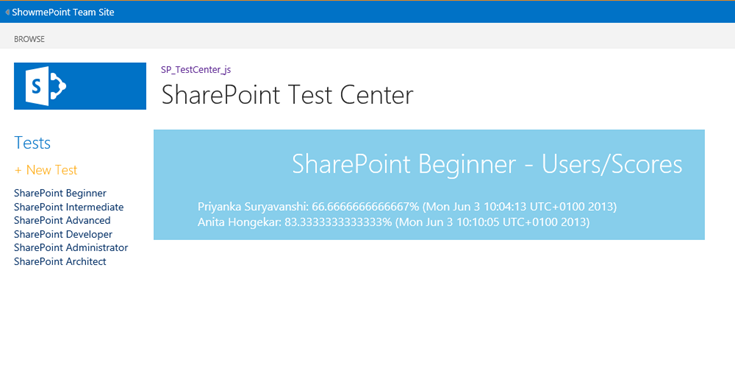 ShowmePoint Team Site
BROWSE
S
SP_TestCenter_js
SharePoint Test Center
Tests
+ New Test
SharePoint Beginner
SharePoint Intermediate
SharePoint Advanced
SharePoint Developer
SharePoint Administrator
SharePoint Architect
SharePoint Beginner - Users/Scores
Priyanka Suryavanshi: 66.6666666666667% (Mon Jun 3 10:04:13 UTC+0100 2013)
Anita Hongekar: 83.33333333333333% (Mon Jun 3 10:10:05 UTC+0100 2013)